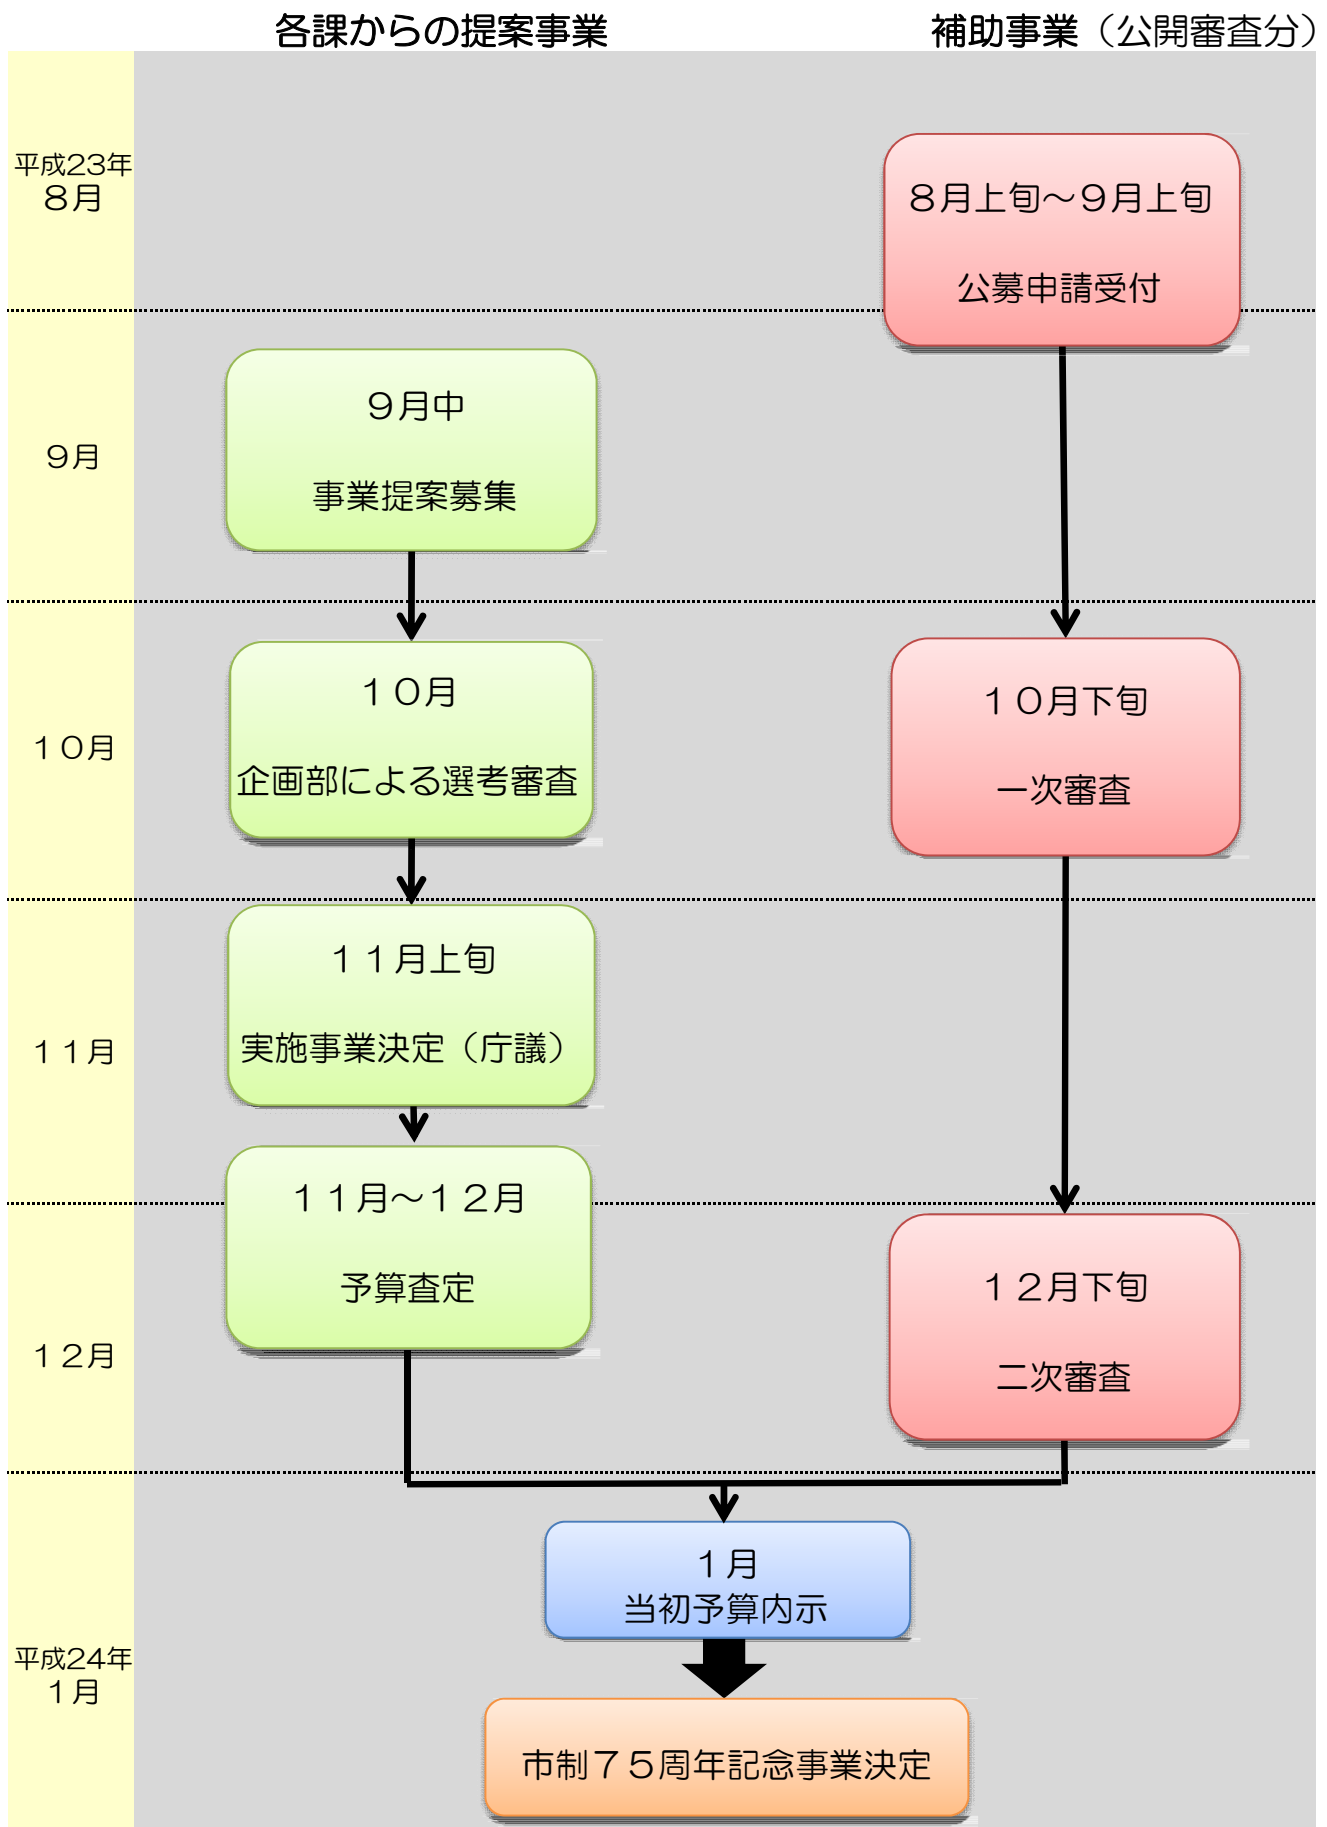 各課からの提案事業
補助事業（公開審査分）
平成23年
８月
８月上旬～９月上旬
公募申請受付
９月
９月中
事業提案募集
１０月
１０月
企画部による選考審査
１０月下旬
一次審査
１１月
１１月上旬
実施事業決定（庁議）
１１月～１２月
予算査定
１２月
１２月下旬
二次審査
平成24年
１月
１月
当初予算内示
市制７５周年記念事業決定